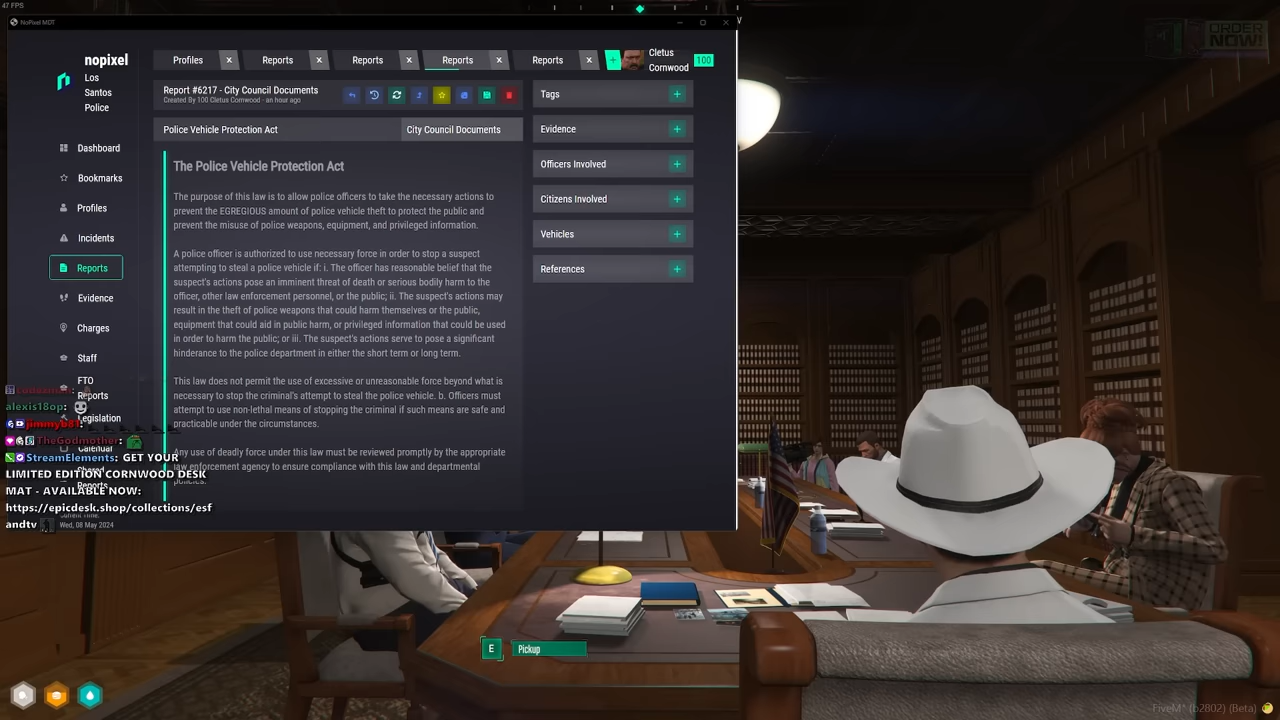 47 FPS
NoPixel MDT
nopixel
Los
Santos
Police
Dashboard
Bookmarks
Profiles
Incidents
Reports
Evidence
Charges
Staff
FTO
Reports
Legislation
Calendar
Shared
Reports
Current Time:
Wed, 08 May 2024
Profiles x
Reports x
Reports x
Reports x
Reports x
+
Cletus
Cornwood
100
Report #6217 - City Council Documents
Created By 100 Cletus Cornwood - an hour ago
Police Vehicle Protection Act
City Council Documents
The Police Vehicle Protection Act
The purpose of this law is to allow police officers to take the necessary actions to
prevent the EGREGIOUS amount of police vehicle theft to protect the public and
prevent the misuse of police weapons, equipment, and privileged information.
A police officer is authorized to use necessary force in order to stop a suspect
attempting to steal a police vehicle if: i. The officer has reasonable belief that the
suspect's actions pose an imminent threat of death or serious bodily harm to the
officer, other law enforcement personnel, or the public; ii. The suspect's actions may
result in the theft of police weapons that could harm themselves or the public,
equipment that could aid in public harm, or privileged information that could be used
in order to harm the public; or iii. The suspect's actions serve to pose a significant
hinderance to the police department in either the short term or long term.
This law does not permit the use of excessive or unreasonable force beyond what is
necessary to stop the criminal's attempt to steal the police vehicle. b. Officers must
attempt to use non-lethal means of stopping the criminal if such means are safe and
practicable under the circumstances.
Any use of deadly force under this law must be reviewed promptly by the appropriate
law enforcement agency to ensure compliance with this law and departmental
policies.
Tags +
Evidence +
Officers Involved +
Citizens Involved +
Vehicles +
References +
alexis18op:
jimmyb81:
TheGodmother:
StreamElements: GET YOUR
LIMITED EDITION CORNWOOD DESK
MAT - AVAILABLE NOW:
https://epicdesk.shop/collections/esf
andtv
E Pickup
W
ORDER
NOW!
FiveM* (b2802) (Beta)